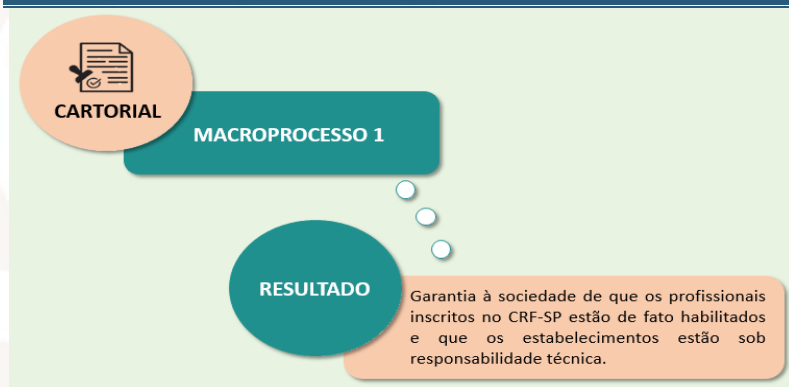 CARTORIAL
MACROPROCESSO 1
RESULTADO
Garantia à sociedade de que os profissionais
inscritos no CRF-SP estão de fato habilitados
e que os estabelecimentos estão sob
responsabilidade técnica.